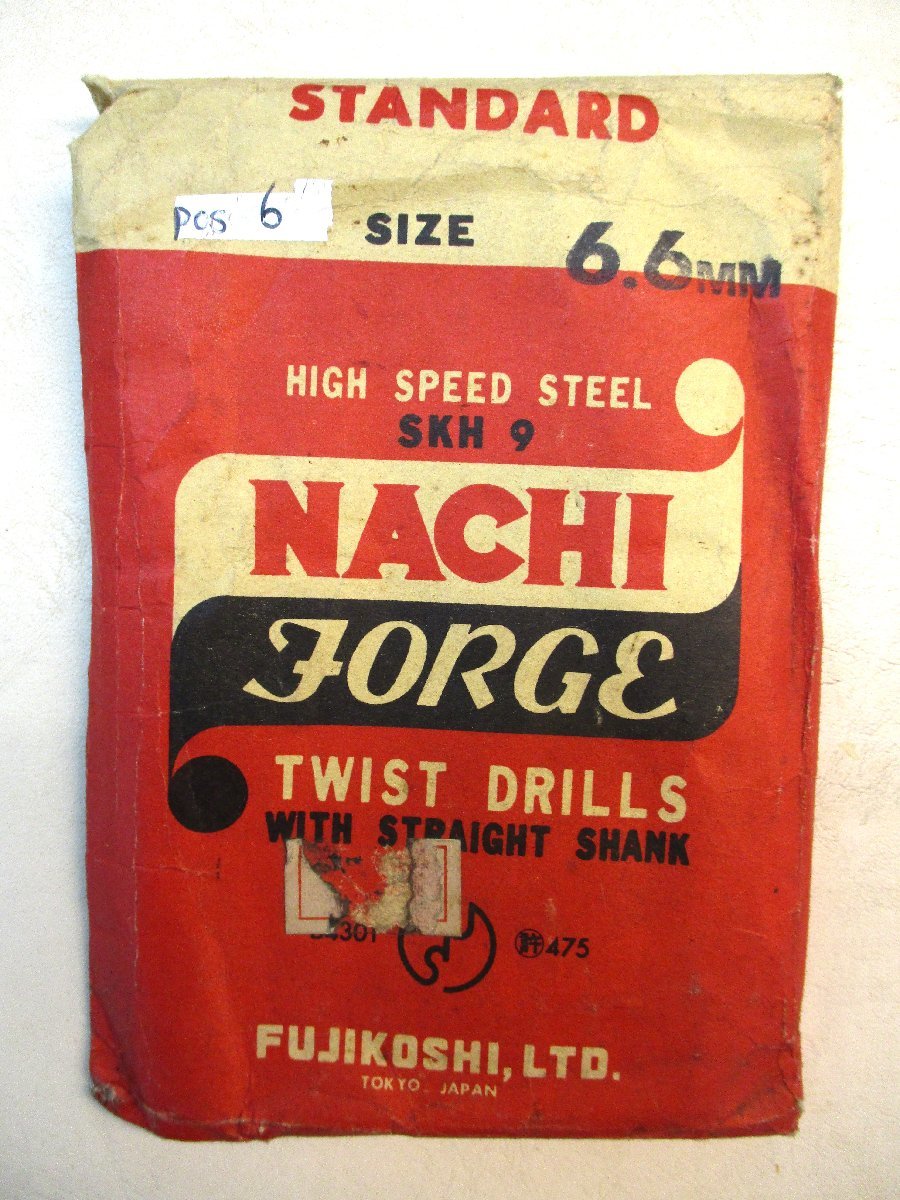 STANDARD
pcs 6
SIZE 6.6MM
HIGH SPEED STEEL
SKH 9
NACHI
FORGE
TWIST DRILLS
WITH STRAIGHT SHANK
許475
FUJIKOSHI, LTD.
TOKYO JAPAN